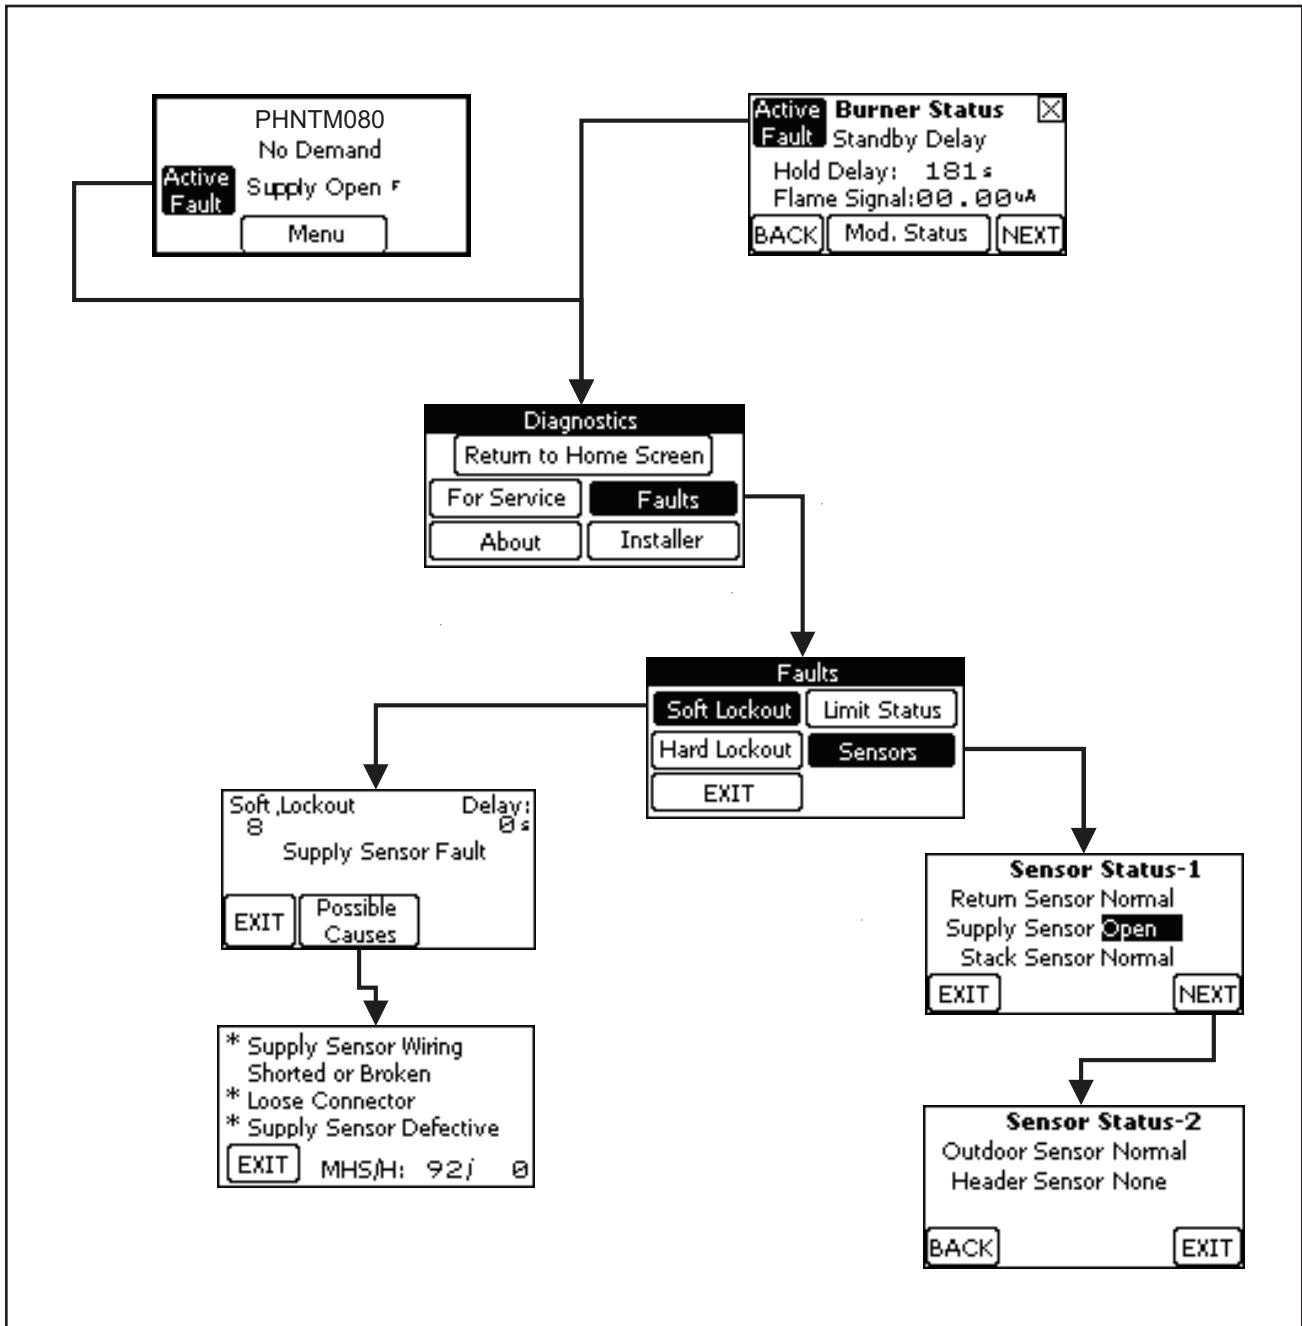 PHNTM080
No Demand
Active
Fault
Supply Open F
Menu
Active
Fault
Burner Status
Standby Delay
Hold Delay: 181s
Flame Signal:00.00uA
BACK
Mod. Status
NEXT
Diagnostics
Return to Home Screen
For Service
Faults
About
Installer
Faults
Soft Lockout
Limit Status
Hard Lockout
Sensors
EXIT
Soft ,Lockout
8
Delay:
0s
Supply Sensor Fault
EXIT
Possible
Causes
* Supply Sensor Wiring
Shorted or Broken
* Loose Connector
* Supply Sensor Defective
EXIT
MHS/H: 92/ 0
Sensor Status-1
Return Sensor Normal
Supply Sensor Open
Stack Sensor Normal
EXIT
NEXT
Sensor Status-2
Outdoor Sensor Normal
Header Sensor None
BACK
EXIT